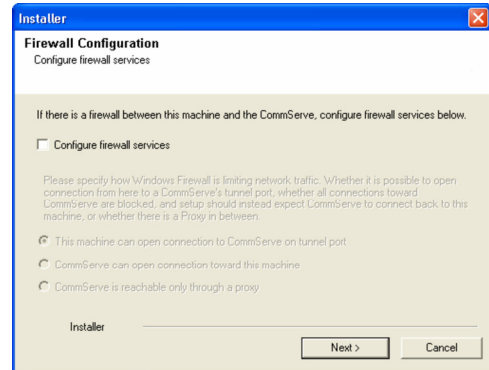 Installer
Firewall Configuration
Configure firewall services
If there is a firewall between this machine and the CommServe, configure firewall services below.
Configure firewall services
Please specify how Windows Firewall is limiting network traffic. Whether it is possible to open
connection from here to a CommServe's tunnel port, whether all connections toward
CommServe are blocked, and setup should instead expect CommServe to connect back to this
machine, or whether there is a Proxy in between.
This machine can open connection to CommServe on tunnel port
CommServe can open connection toward this machine
CommServe is reachable only through a proxy
Installer
Next >
Cancel